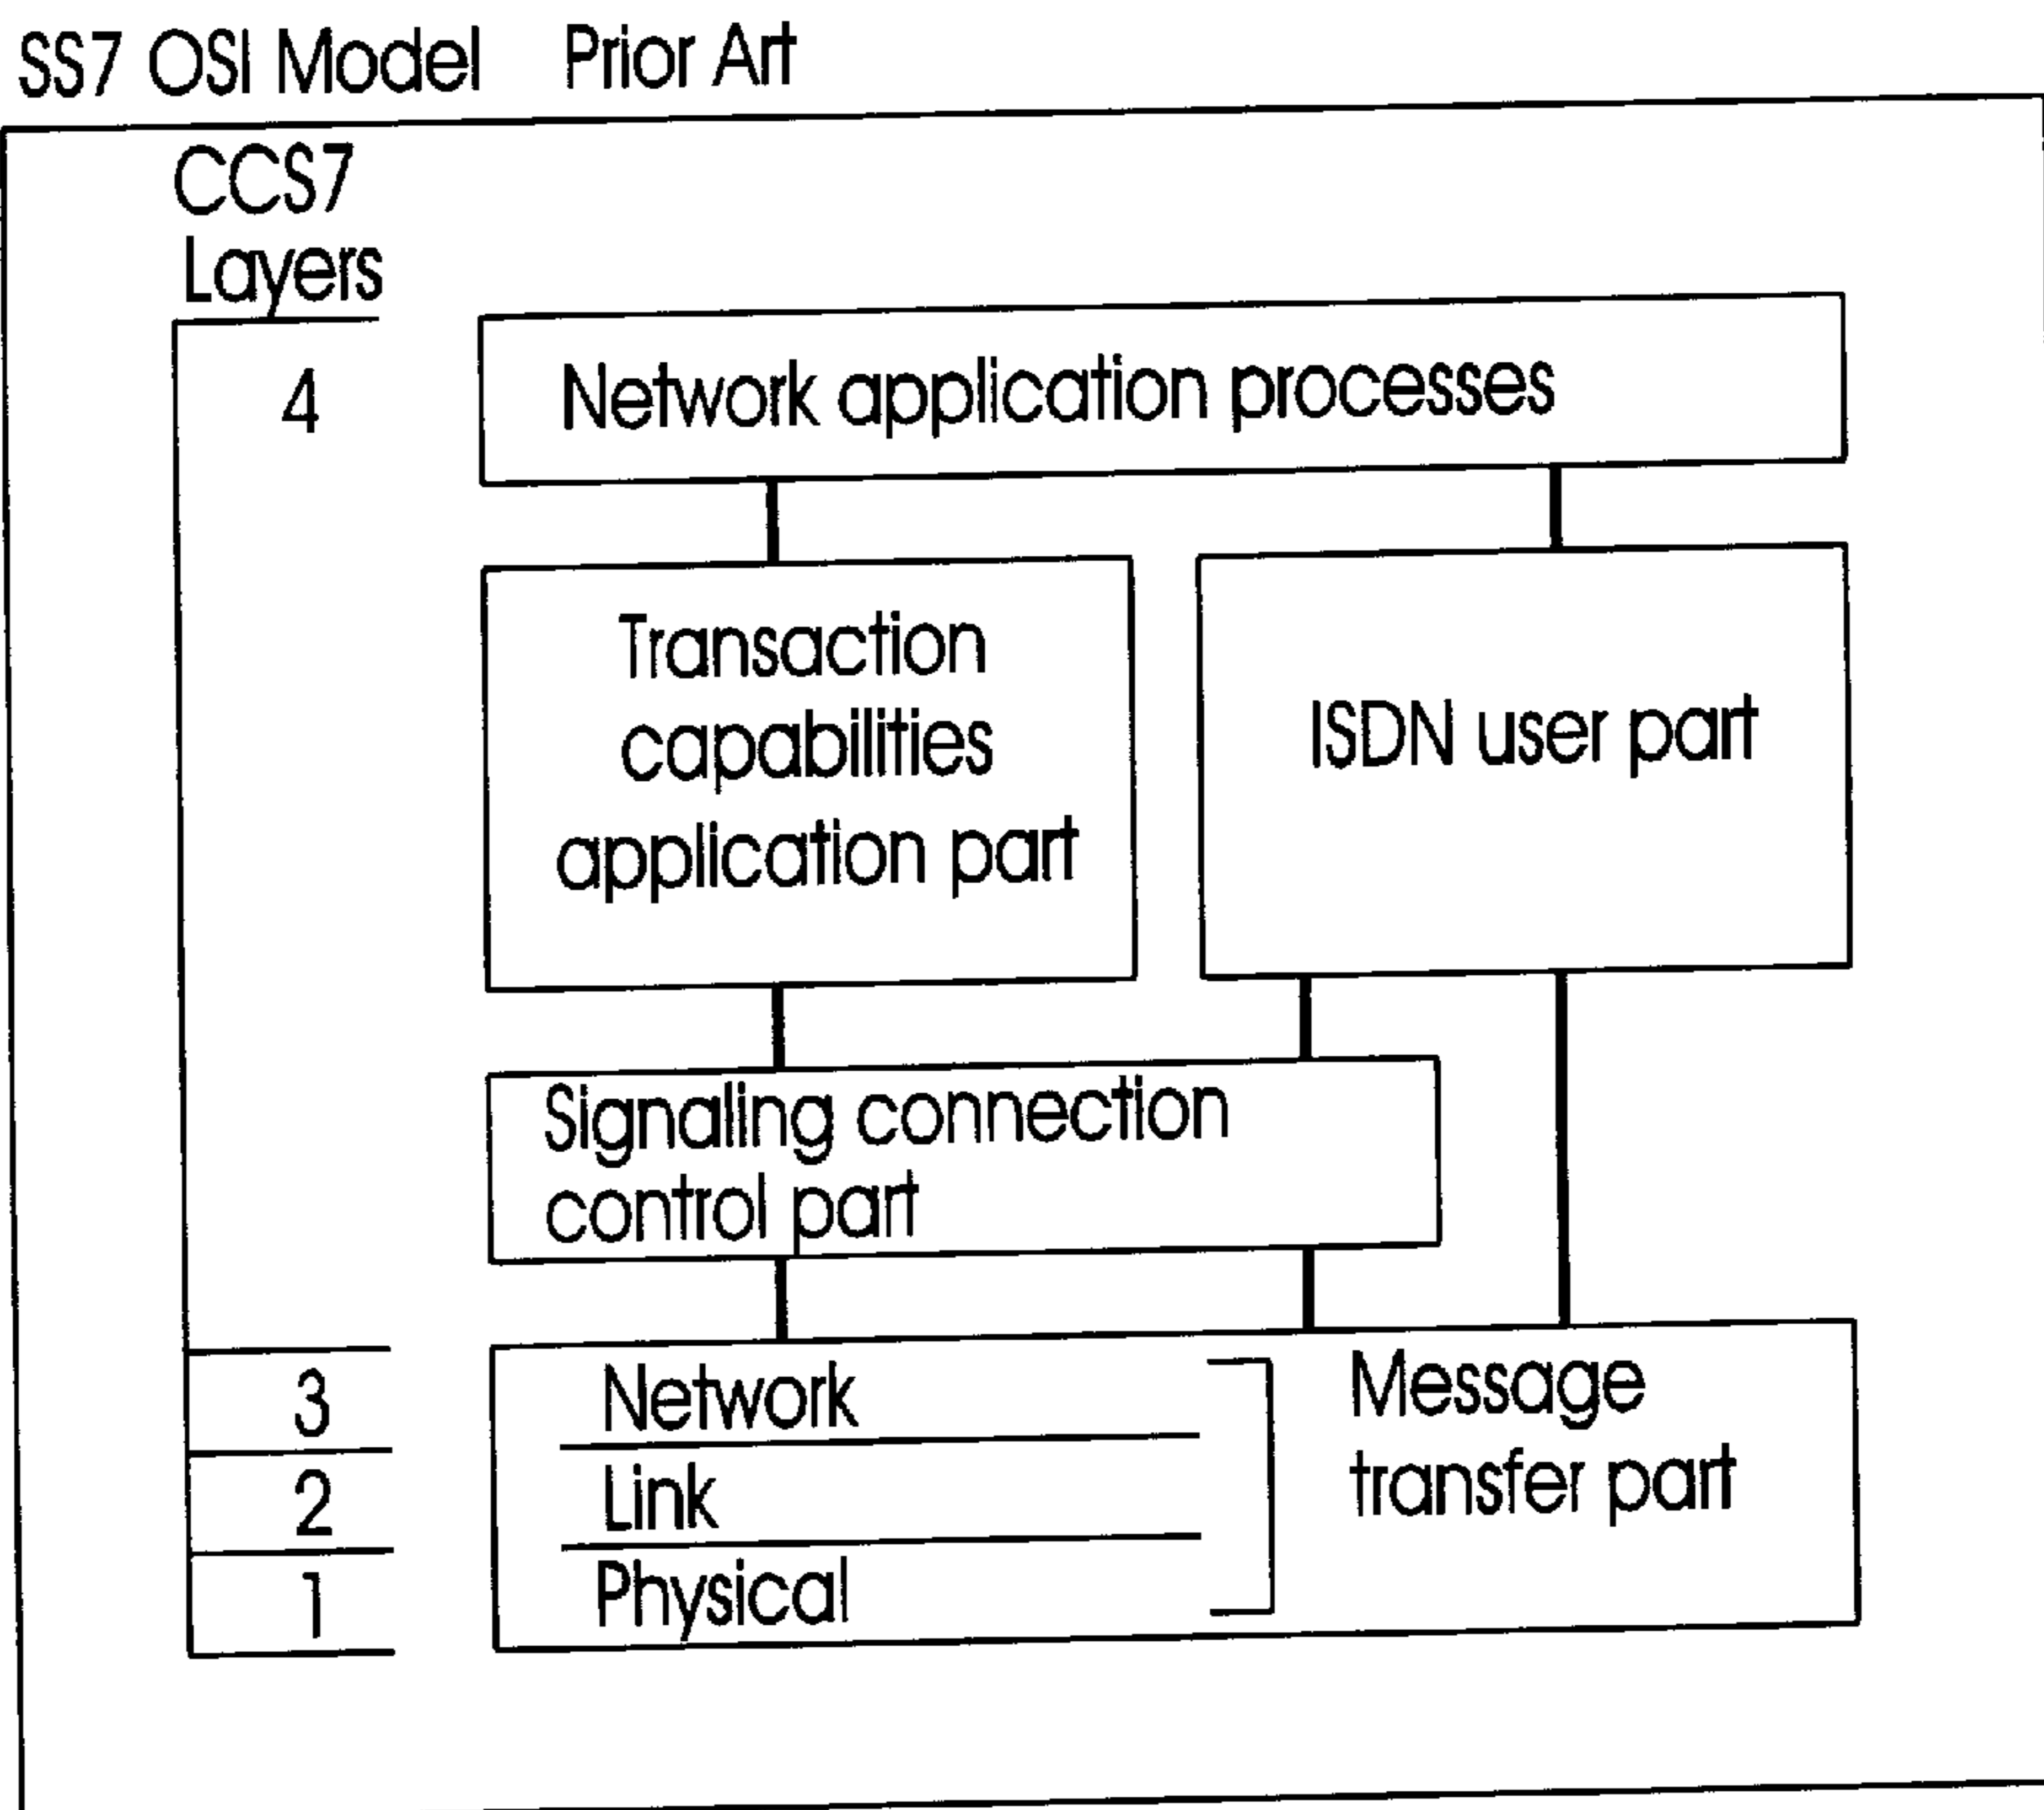 SS7 OSI Model Prior Art
CCS7
Layers
4
Network application processes
Transaction
capabilities
application part
ISDN user part
Signaling connection
control part
3
Network
2
Link
1
Physical
Message
transfer part